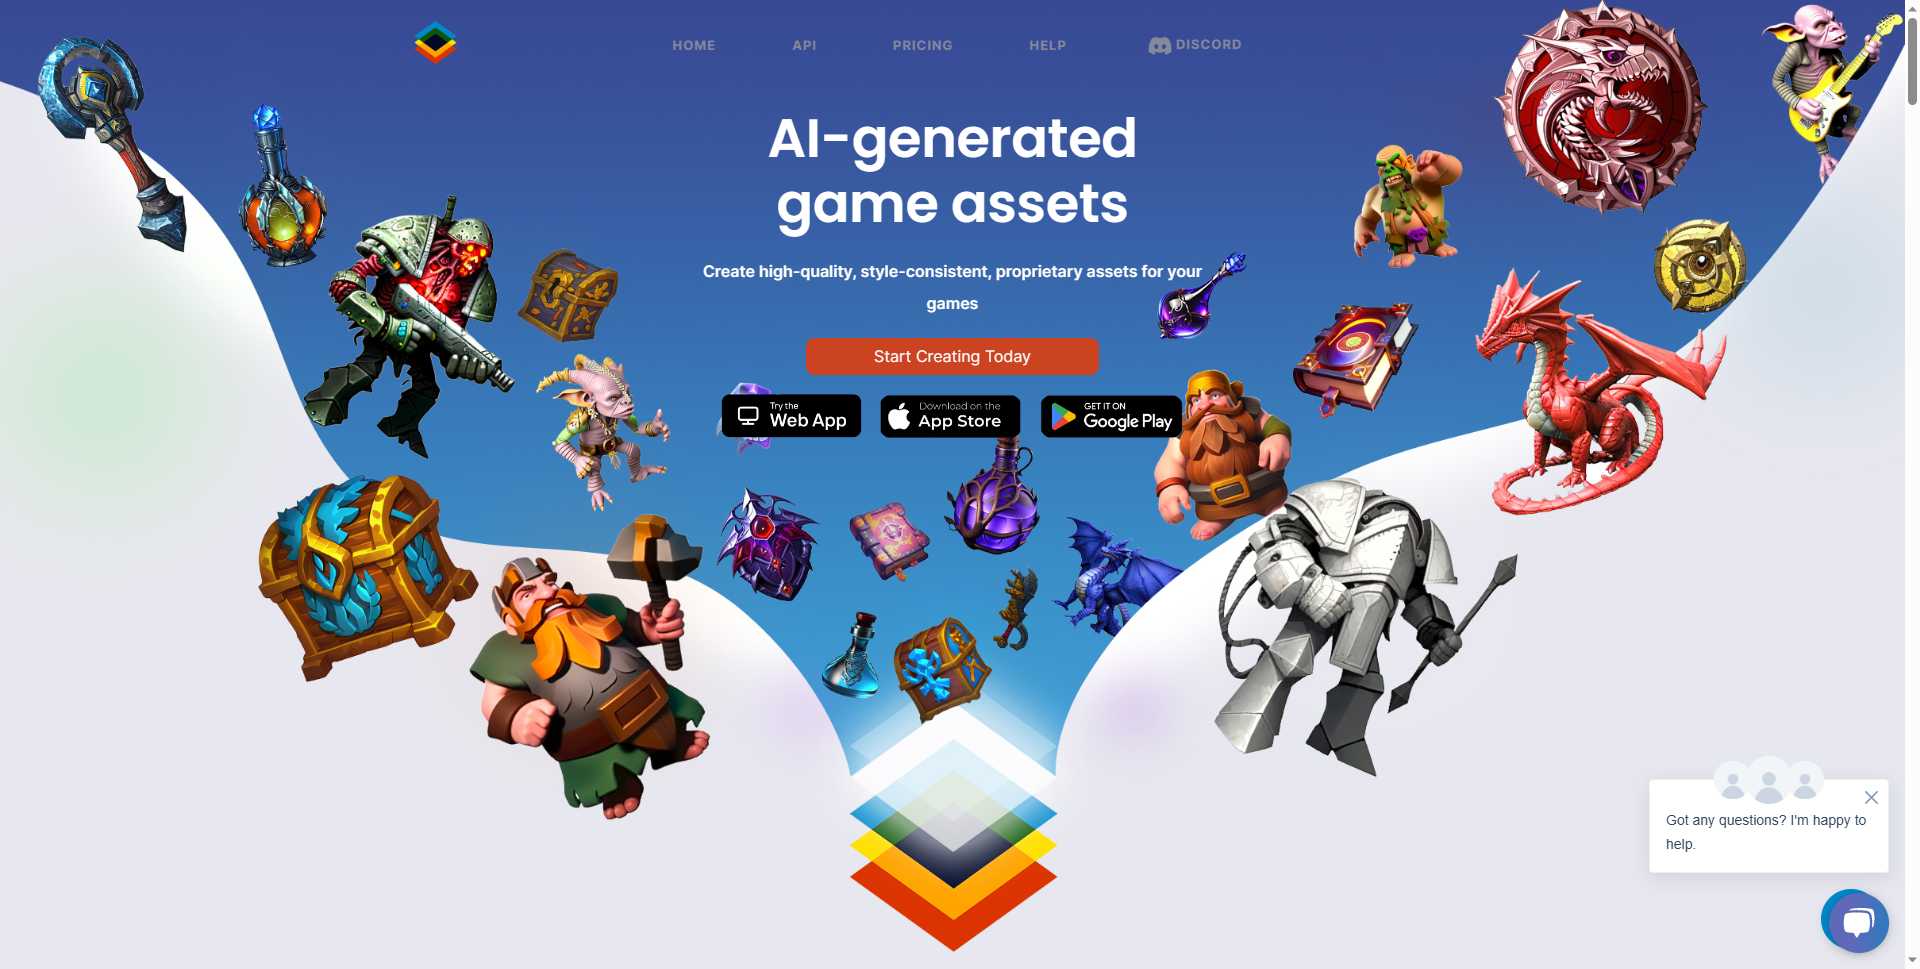 HOME
API
PRICING
HELP
DISCORD
AI-generated
game assets
Create high-quality, style-consistent, proprietary assets for your
games
Start Creating Today
Try the
Web App
Download on the
App Store
GET IT ON
Google Play
Got any questions? I'm happy to
help.